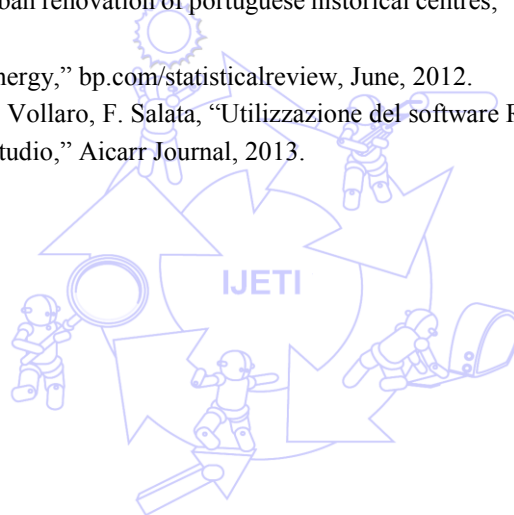 ban renovation of portuguese historical centres,
nergy,” bp.com/statisticalreview, June, 2012.
Vollaro, F. Salata, “Utilizzazione del software R
tudio,” Aicarr Journal, 2013.
IJETI